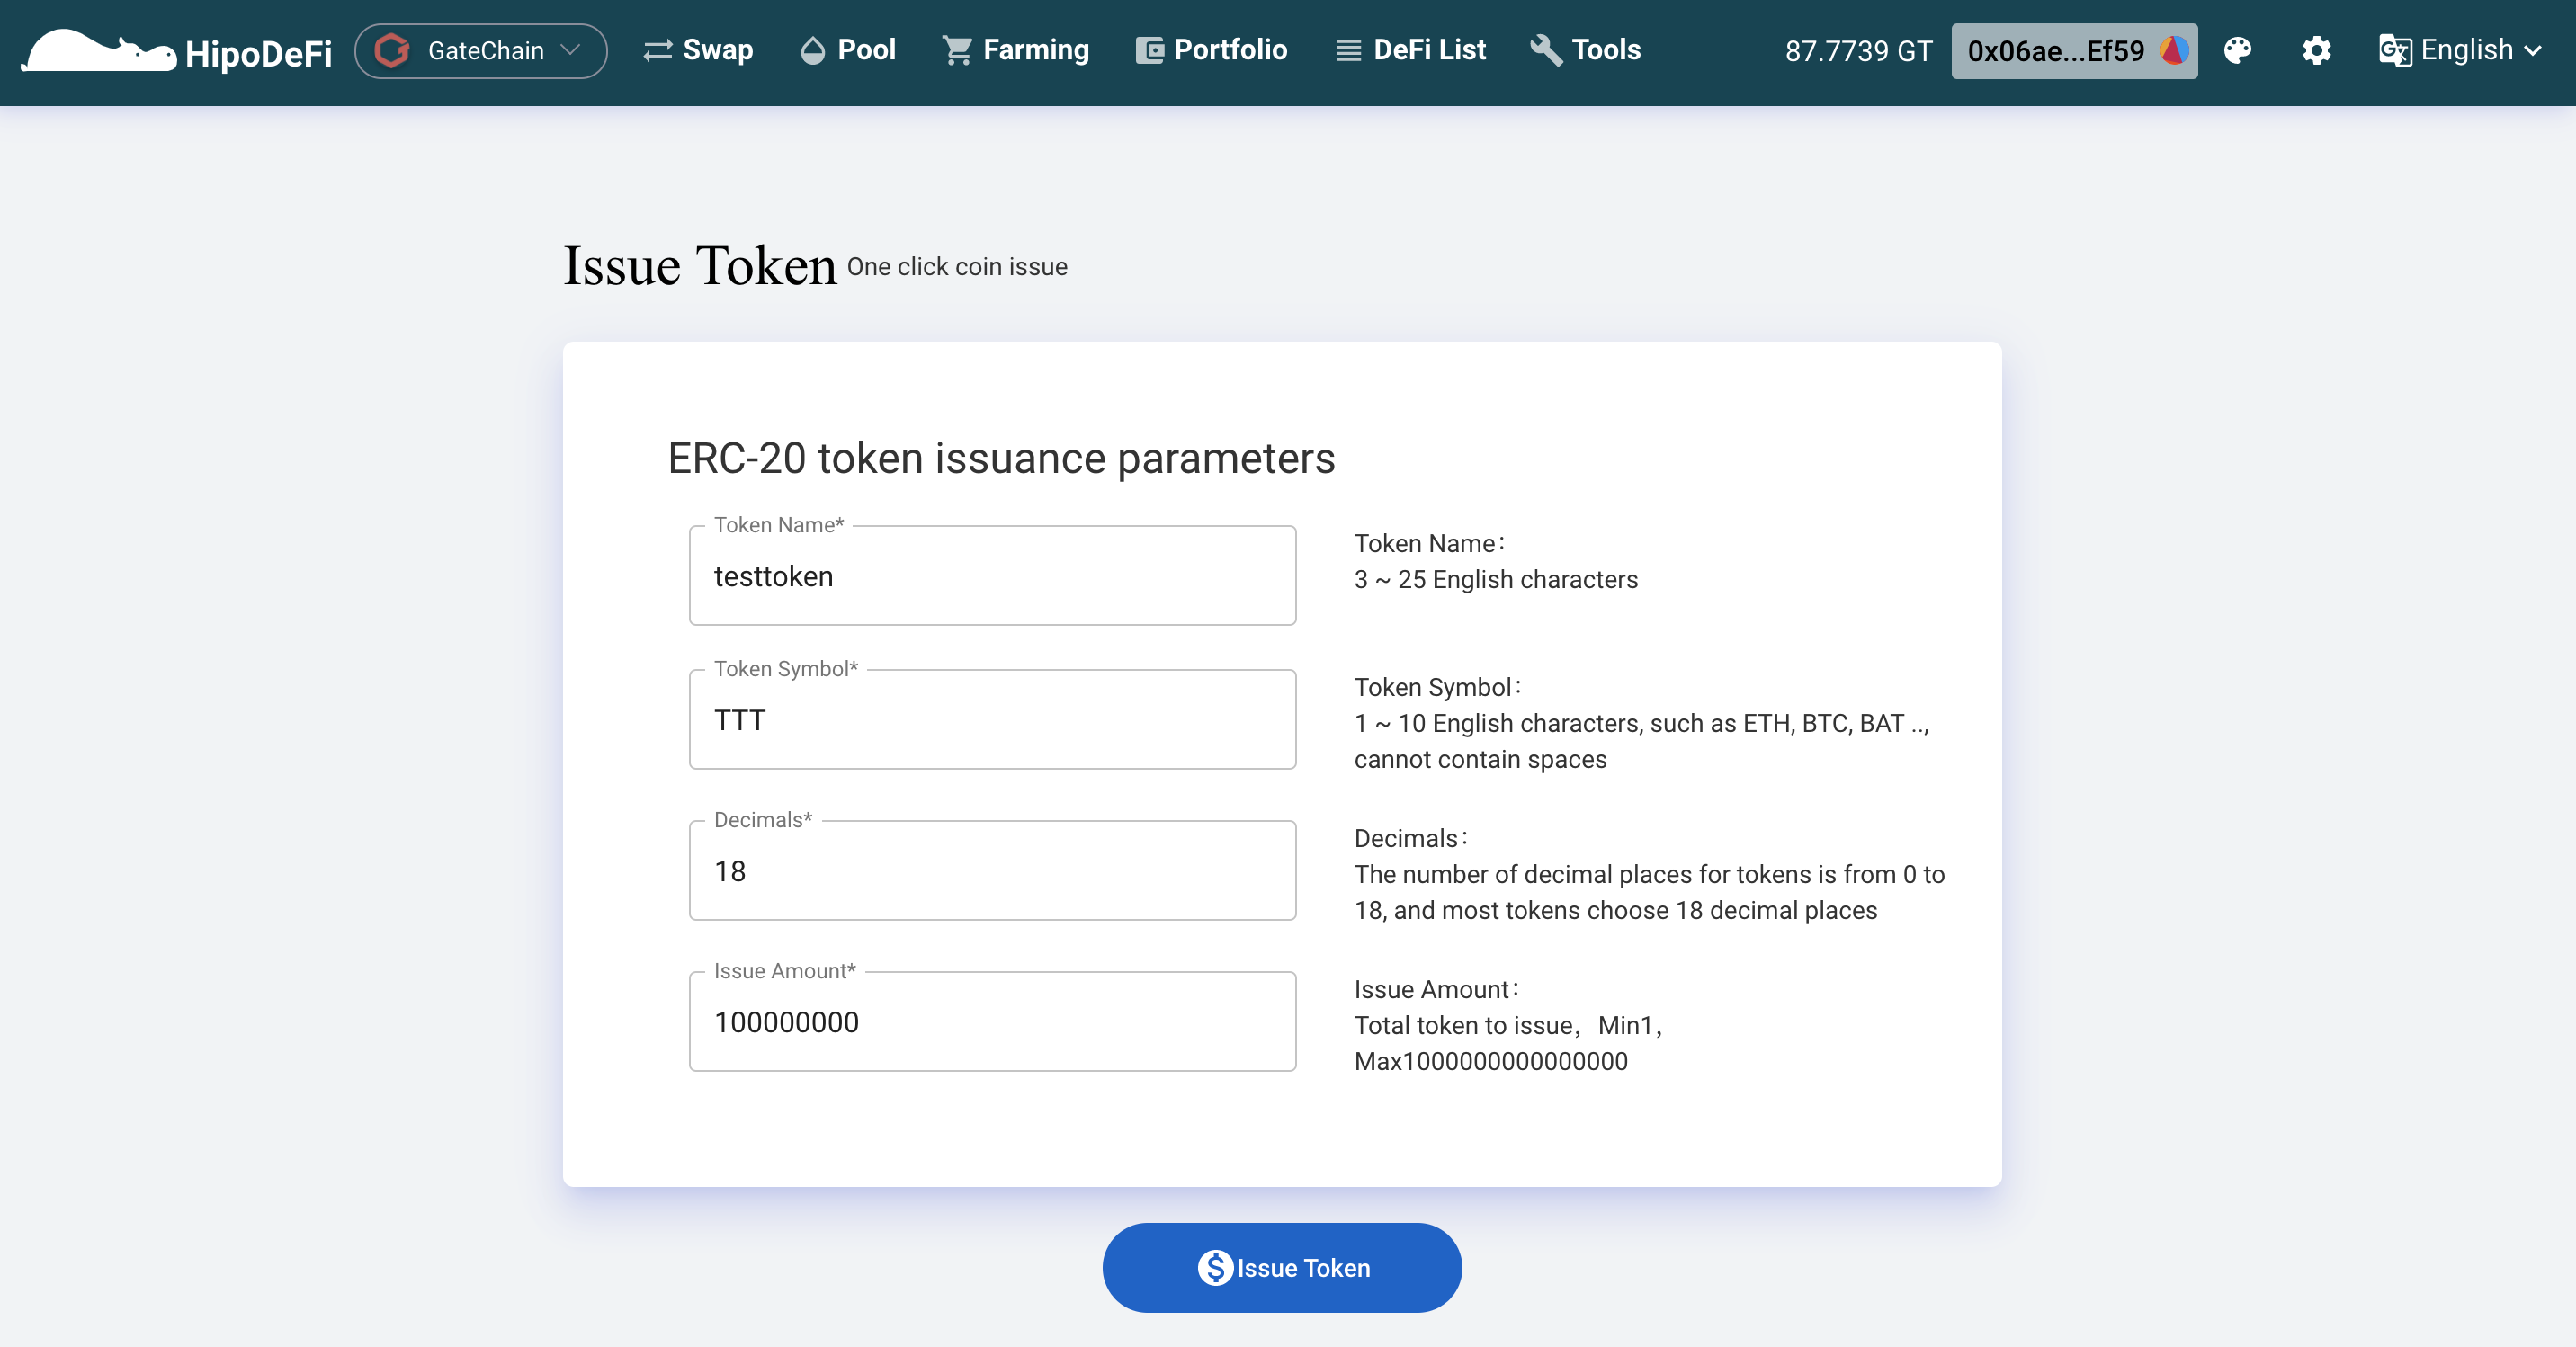 HipoDeFi GateChain Swap Pool Farming Portfolio DeFi List Tools 87.7739 GT 0x06ae...Ef59 English
Issue Token One click coin issue
ERC-20 token issuance parameters
Token Name*
testtoken
Token Name：
3 ~ 25 English characters
Token Symbol*
TTT
Token Symbol：
1 ~ 10 English characters, such as ETH, BTC, BAT ..,
cannot contain spaces
Decimals*
18
Decimals：
The number of decimal places for tokens is from 0 to
18, and most tokens choose 18 decimal places
Issue Amount*
100000000
Issue Amount：
Total token to issue，Min1，
Max1000000000000000
Issue Token